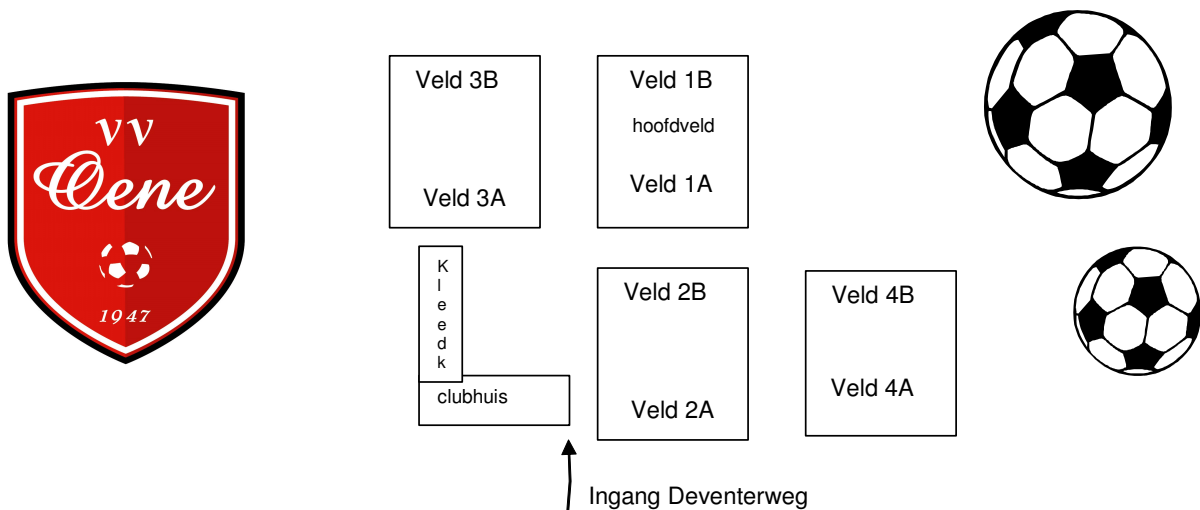 vv
Oene
1947
Veld 3B
Veld 3A
Veld 1B
hoofdveld
Veld 1A
K
l
e
e
d
k
clubhuis
Veld 2B
Veld 2A
Veld 4B
Veld 4A
Ingang Deventerweg